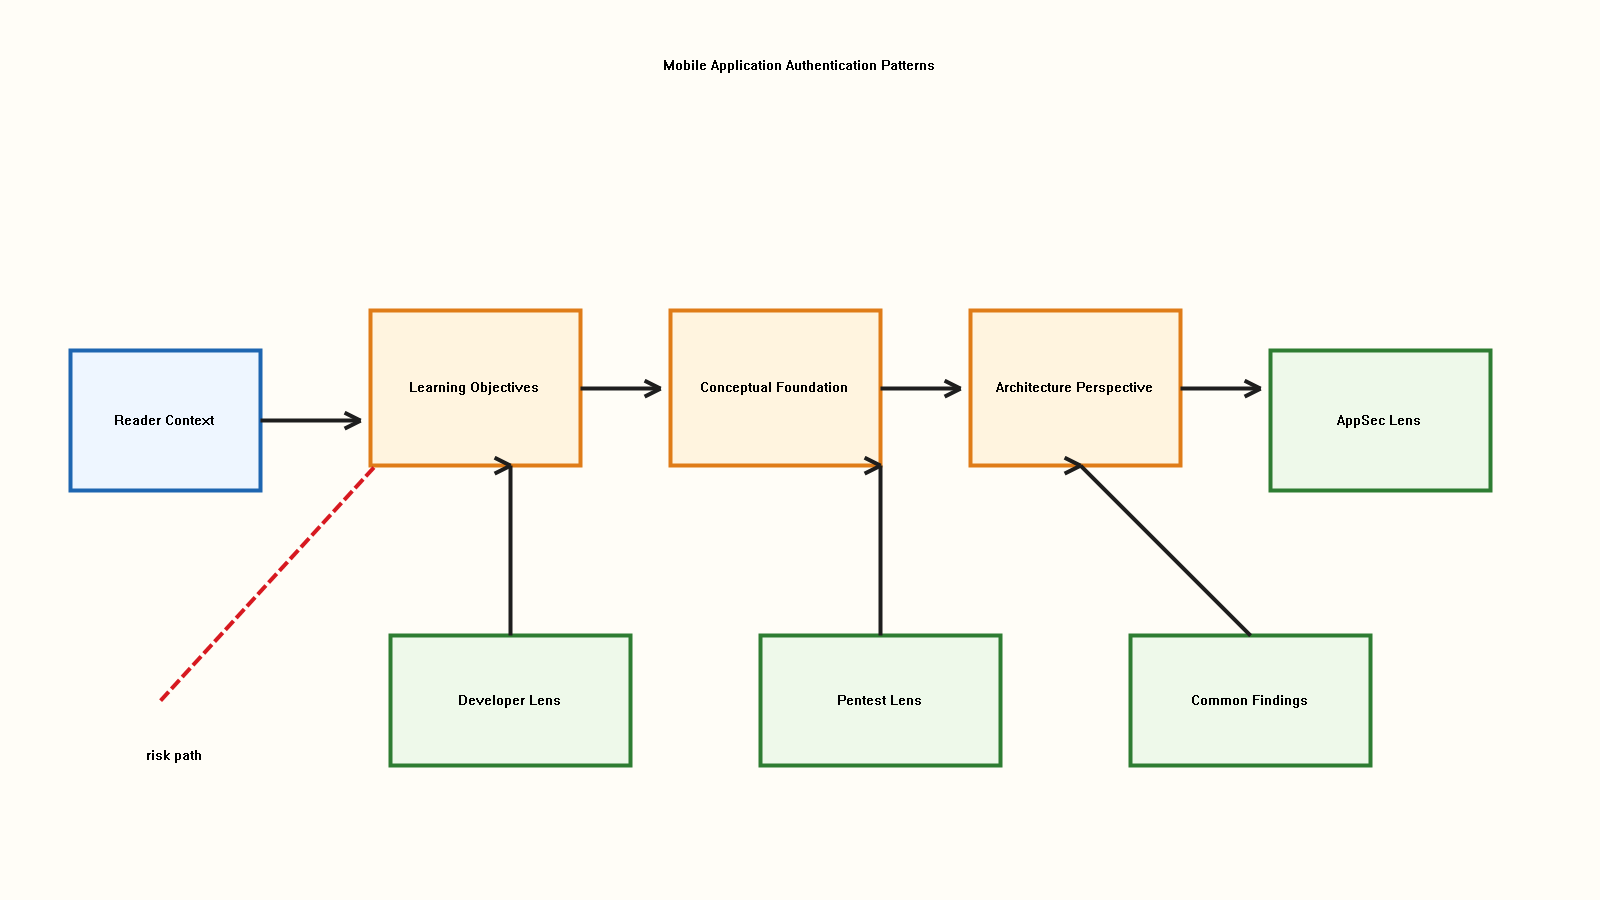 Mobile Application Authentication Patterns
Reader Context
Learning Objectives
Conceptual Foundation
Architecture Perspective
AppSec Lens
Developer Lens
Pentest Lens
Common Findings
risk path